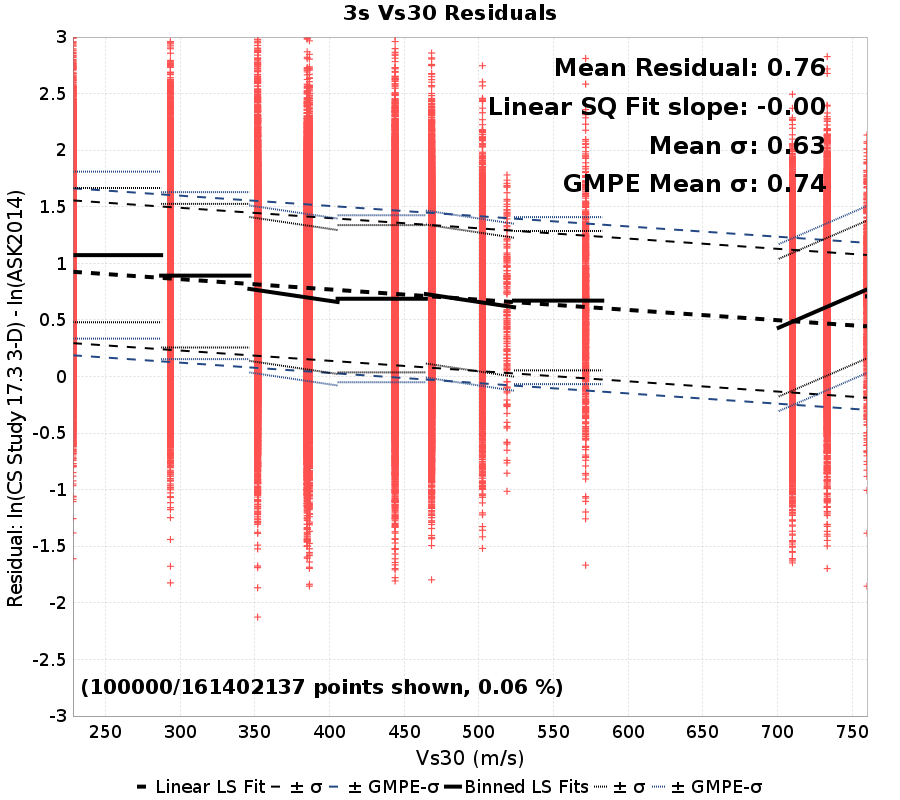 3s Vs30 Residuals
Mean Residual: 0.76
Linear SQ Fit slope: -0.00
Mean σ: 0.63
GMPE Mean σ: 0.74
Residual: ln(CS Study 17.3 3-D) - ln(ASK2014)
3
2.5
2
1.5
1
0.5
0
-0.5
-1
-1.5
-2
-2.5
-3
(100000/161402137 points shown, 0.06 %)
250 300 350 400 450 500 550 600 650 700 750
Vs30 (m/s)
Linear LS Fit ± σ ± GMPE-σ Binned LS Fits ± σ ± GMPE-σ